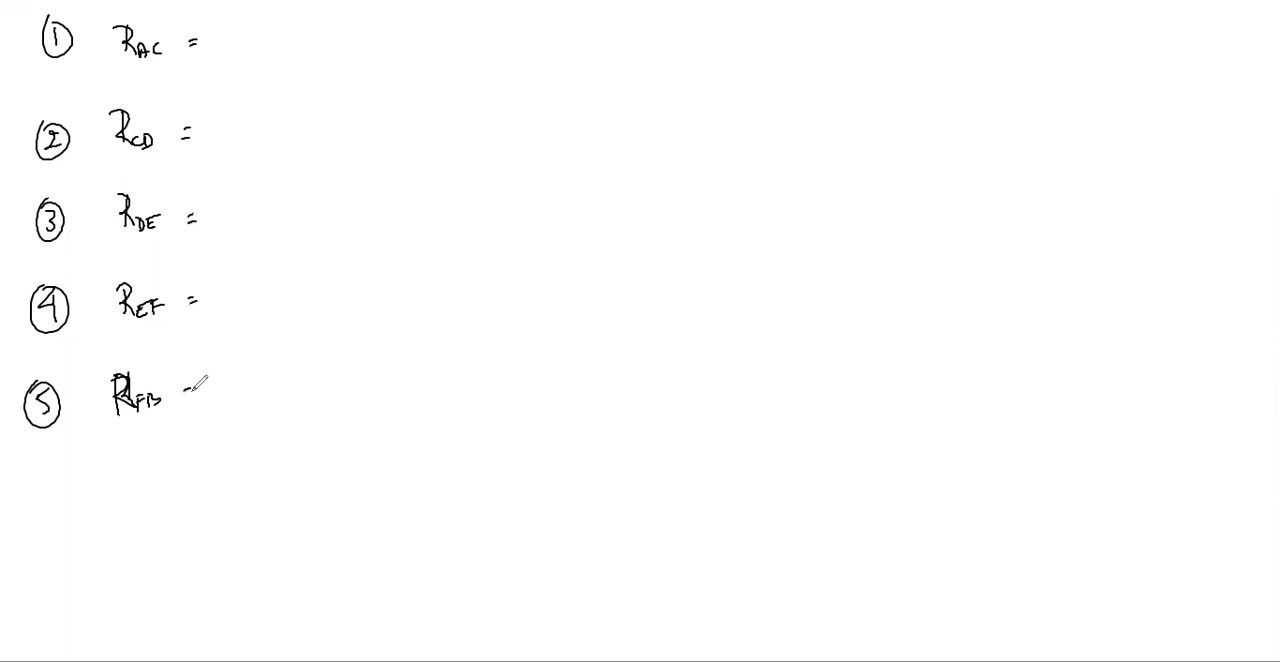 ① R_AC =
② R_CD =
③ R_DE =
④ R_EF =
⑤ R_FB -